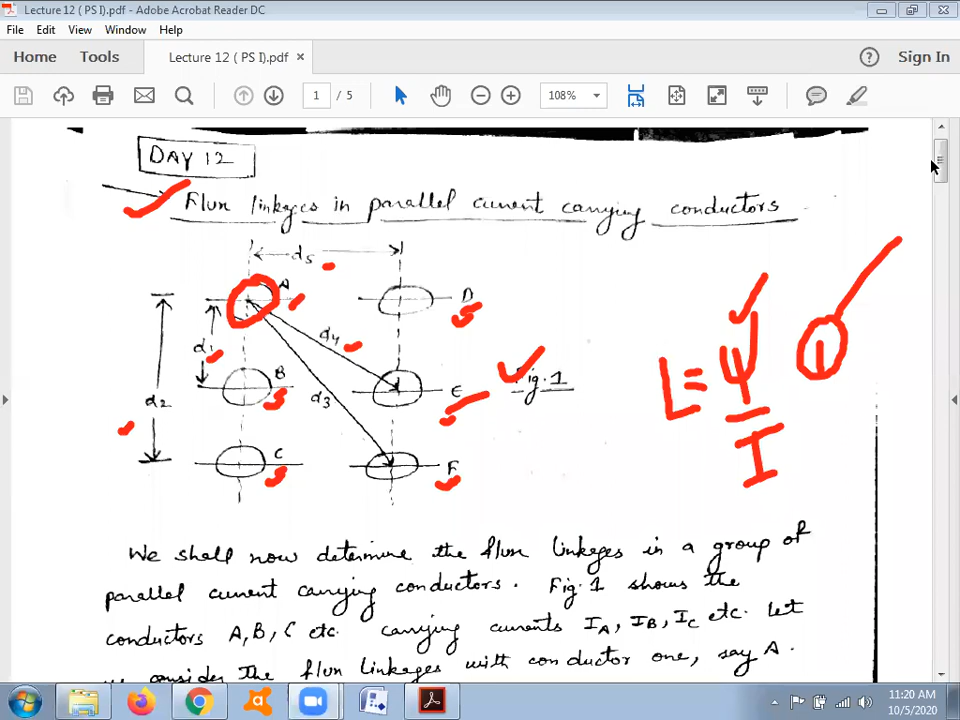 Lecture 12 ( PS I).pdf - Adobe Acrobat Reader DC
File Edit View Window Help
Home Tools Lecture 12 ( PS I).pdf × Sign In
1 / 5 108%
DAY 12
Flux linkages in parallel current carrying conductors
d5
A
D
d4
d1
B
E
Fig. 1
d2
d3
C
F
L = ψ / I
We shall now determine the flux linkages in a group of
parallel current carrying conductors. Fig. 1 shows the
conductors A, B, C etc. carrying currents IA, IB, IC etc. Let
we consider the flux linkages with conductor one, say A.
11:20 AM
10/5/2020